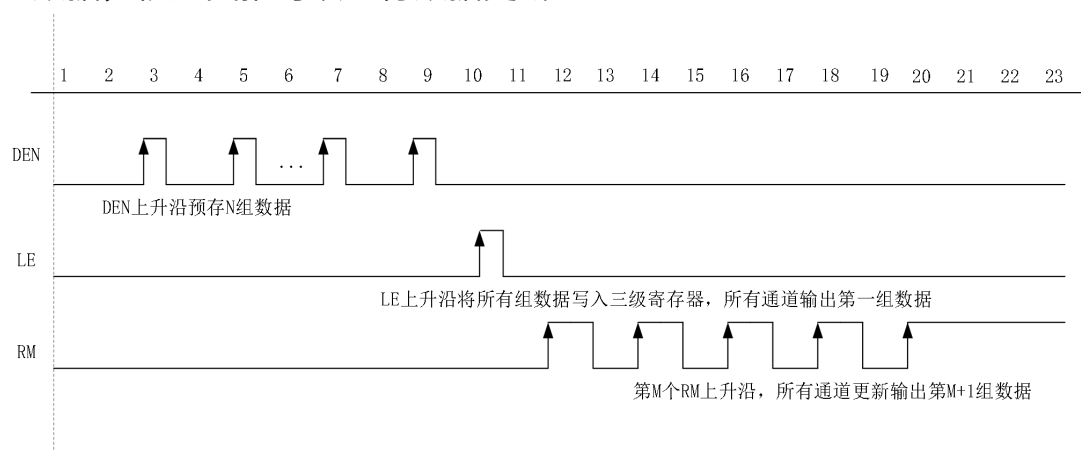 1 2 3 4 5 6 7 8 9 10 11 12 13 14 15 16 17 18 19 20 21 22 23
DEN
...
DEN上升沿预存N组数据
LE
LE上升沿将所有组数据写入三级寄存器，所有通道输出第一组数据
RM
第M个RM上升沿，所有通道更新输出第M+1组数据